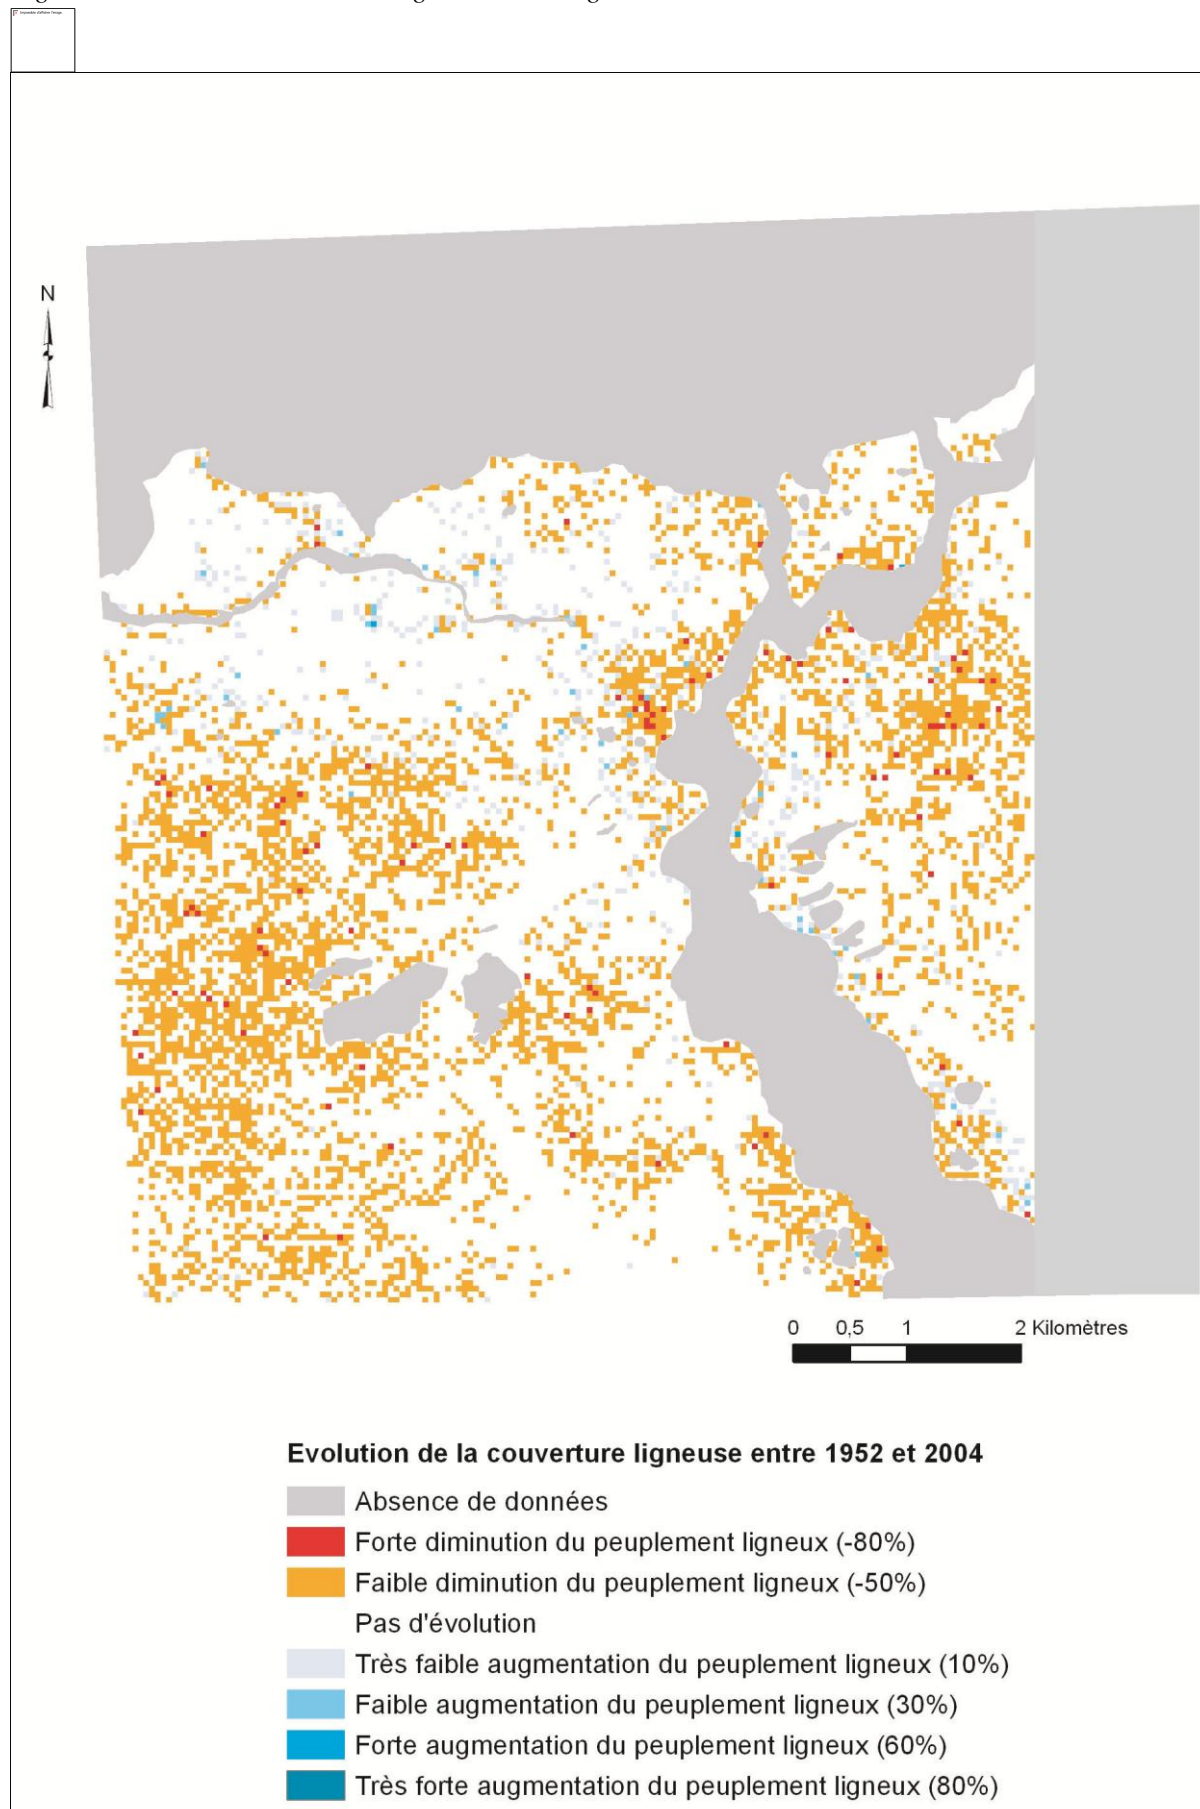 N
0 0,5 1 2 Kilomètres
Evolution de la couverture ligneuse entre 1952 et 2004
Absence de données
Forte diminution du peuplement ligneux (-80%)
Faible diminution du peuplement ligneux (-50%)
Pas d'évolution
Très faible augmentation du peuplement ligneux (10%)
Faible augmentation du peuplement ligneux (30%)
Forte augmentation du peuplement ligneux (60%)
Très forte augmentation du peuplement ligneux (80%)